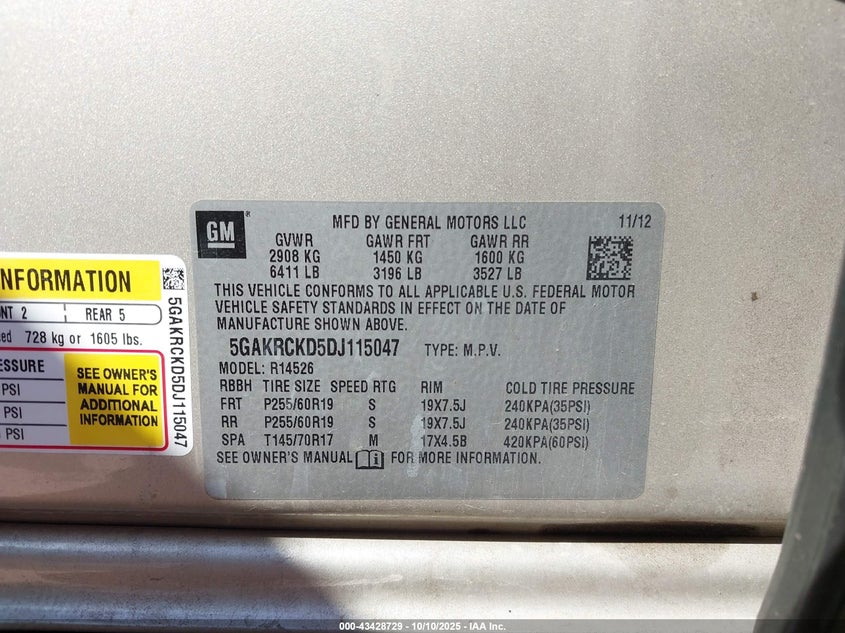 GM
®
MFD BY GENERAL MOTORS LLC 11/12
GVWR GAWR FRT GAWR RR
2908 KG 1450 KG 1600 KG
6411 LB 3196 LB 3527 LB
THIS VEHICLE CONFORMS TO ALL APPLICABLE U.S. FEDERAL MOTOR
VEHICLE SAFETY STANDARDS IN EFFECT ON THE DATE OF
MANUFACTURE SHOWN ABOVE.
5GAKRCKD5DJ115047 TYPE: M.P.V.
MODEL: R14526
RBBH TIRE SIZE SPEED RTG RIM COLD TIRE PRESSURE
FRT P255/60R19 S 19X7.5J 240KPA(35PSI)
RR P255/60R19 S 19X7.5J 240KPA(35PSI)
SPA T145/70R17 M 17X4.5B 420KPA(60PSI)
SEE OWNER'S MANUAL FOR MORE INFORMATION.
NFORMATION
NT 2 REAR 5
ed 728 kg or 1605 lbs.
ESSURE
PSI
PSI
PSI
SEE OWNER'S
MANUAL FOR
ADDITIONAL
INFORMATION
5GAKRCKD5DJ115047
000-43428729 - 10/10/2025 - IAA Inc.